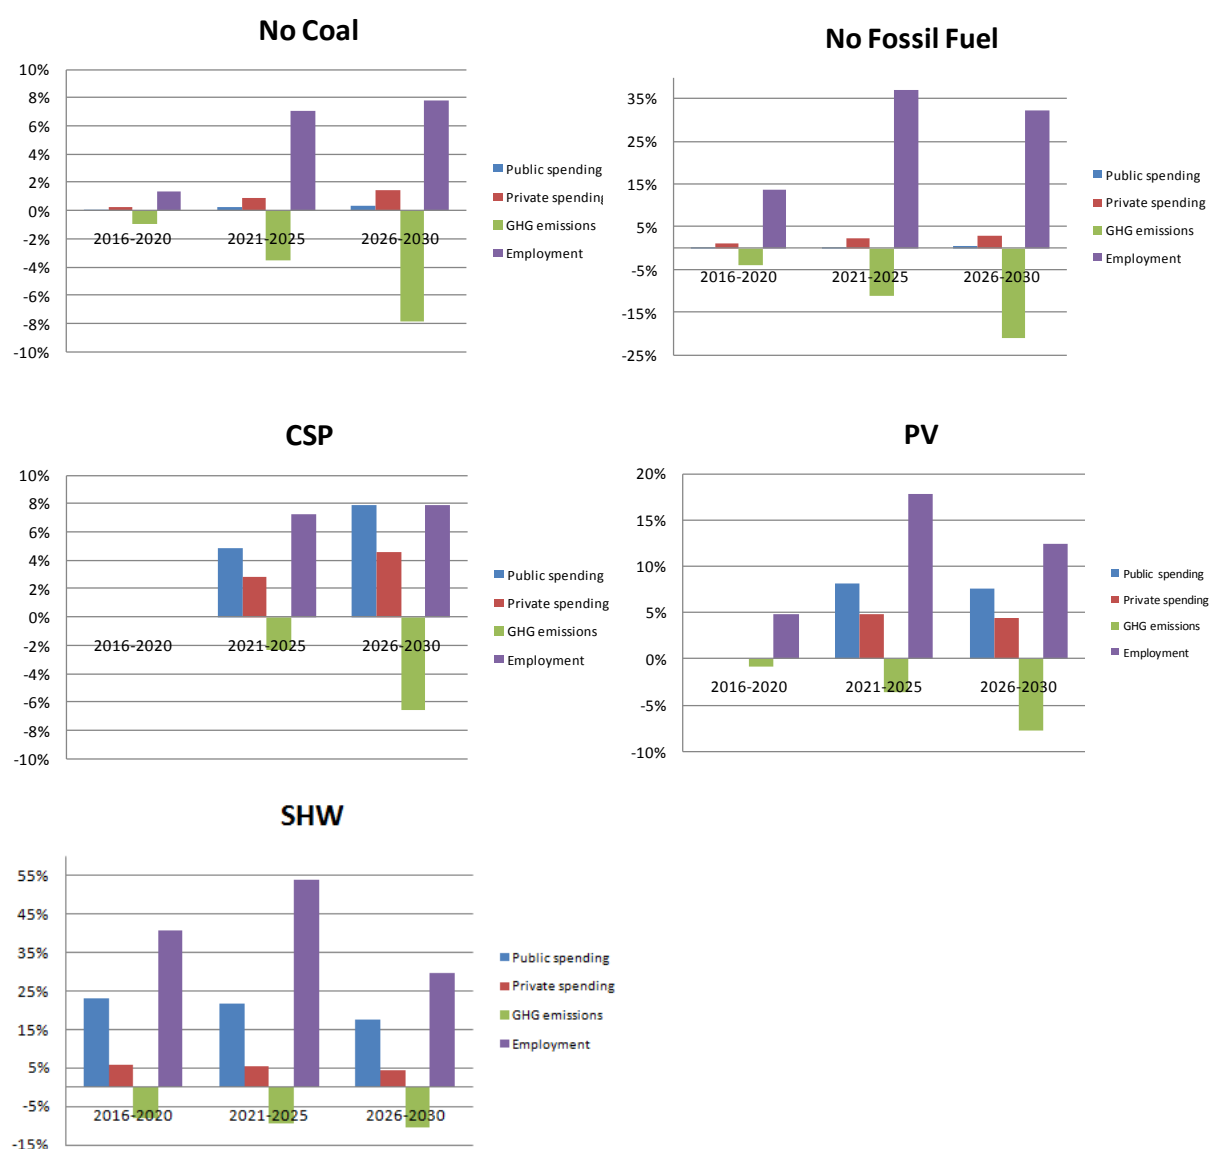 No Coal
10%
8%
6%
4%
2%
0%
-2%
-4%
-6%
-8%
-10%
2016-2020
2021-2025
2026-2030
Public spending
Private spending
GHG emissions
Employment
No Fossil Fuel
35%
25%
15%
5%
-5%
-15%
-25%
2016-2020
2021-2025
2026-2030
Public spending
Private spending
GHG emissions
Employment
CSP
10%
8%
6%
4%
2%
0%
-2%
-4%
-6%
-8%
-10%
2016-2020
2021-2025
2026-2030
Public spending
Private spending
GHG emissions
Employment
PV
20%
15%
10%
5%
0%
-5%
-10%
2016-2020
2021-2025
2026-2030
Public spending
Private spending
GHG emissions
Employment
SHW
55%
45%
35%
25%
15%
5%
-5%
-15%
2016-2020
2021-2025
2026-2030
Public spending
Private spending
GHG emissions
Employment